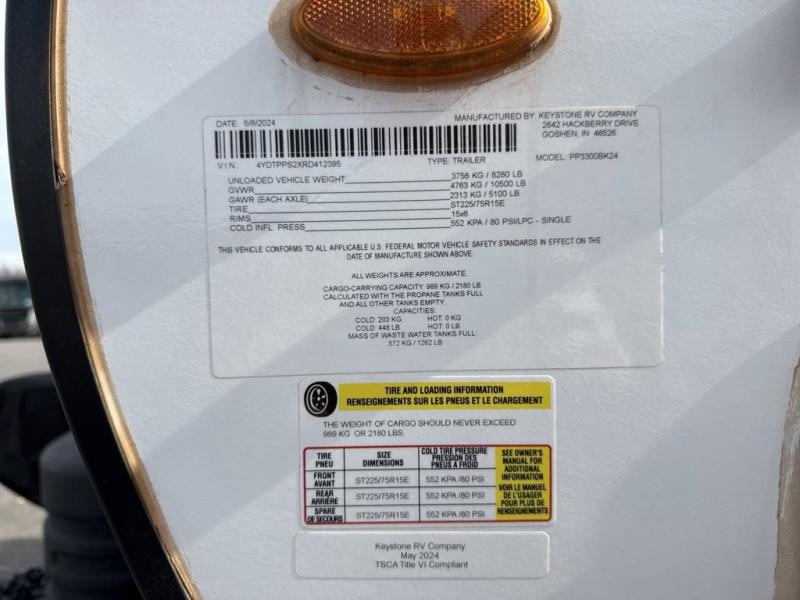 DATE: 5/8/2024 MANUFACTURED BY: KEYSTONE RV COMPANY
2642 HACKBERRY DRIVE
GOSHEN, IN 46526
V I N : 4YDTPPS2XRD412395 TYPE: TRAILER MODEL: PP3300BK24
UNLOADED VEHICLE WEIGHT 3756 KG / 8280 LB
GVWR 4763 KG / 10500 LB
GAWR (EACH AXLE) 2313 KG / 5100 LB
TIRE ST225/75R15E
RIMS 15x6
COLD INFL. PRESS 552 KPA / 80 PSI/LPC - SINGLE
THIS VEHICLE CONFORMS TO ALL APPLICABLE U.S. FEDERAL MOTOR VEHICLE SAFETY STANDARDS IN EFFECT ON THE
DATE OF MANUFACTURE SHOWN ABOVE.
ALL WEIGHTS ARE APPROXIMATE.
CARGO-CARRYING CAPACITY: 989 KG / 2180 LB
CALCULATED WITH THE PROPANE TANKS FULL
AND ALL OTHER TANKS EMPTY.
CAPACITIES:
COLD: 203 KG HOT: 0 KG
COLD: 448 LB HOT: 0 LB
MASS OF WASTE WATER TANKS FULL:
572 KG / 1262 LB
TIRE AND LOADING INFORMATION
RENSEIGNEMENTS SUR LES PNEUS ET LE CHARGEMENT
THE WEIGHT OF CARGO SHOULD NEVER EXCEED
989 KG OR 2180 LBS.
TIRE
PNEU
SIZE
DIMENSIONS
COLD TIRE PRESSURE
PRESSION DES
PNEUS A FROID
SEE OWNER'S
MANUAL FOR
ADDITIONAL
INFORMATION
VOIR LE MANUEL
DE L'USAGER
POUR PLUS DE
RENSEIGNEMENTS
FRONT
AVANT
ST225/75R15E 552 KPA /80 PSI
REAR
ARRIÈRE
ST225/75R15E 552 KPA /80 PSI
SPARE
DE SECOURS
ST225/75R15E 552 KPA /80 PSI
Keystone RV Company
May 2024
TSCA Title VI Compliant